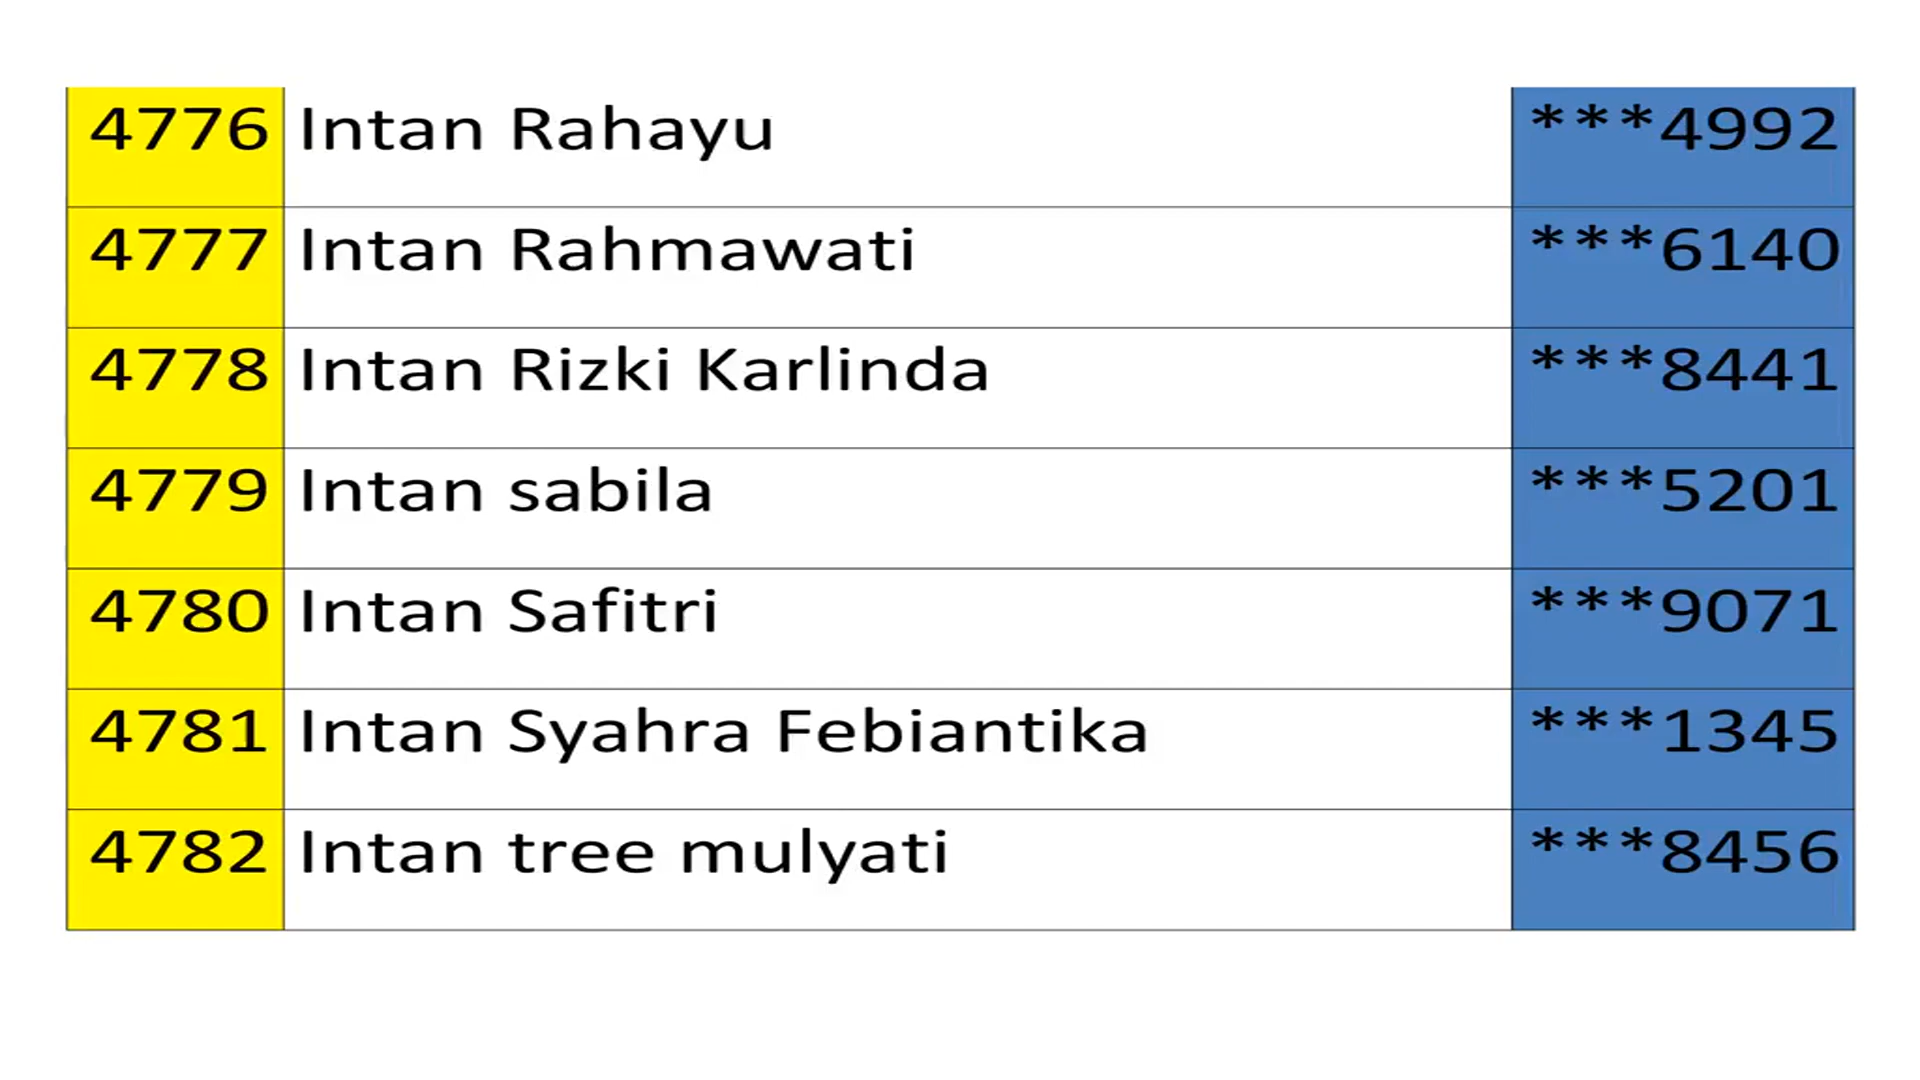 4776 Intan Rahayu ***4992
4777 Intan Rahmawati ***6140
4778 Intan Rizki Karlinda ***8441
4779 Intan sabila ***5201
4780 Intan Safitri ***9071
4781 Intan Syahra Febiantika ***1345
4782 Intan tree mulyati ***8456